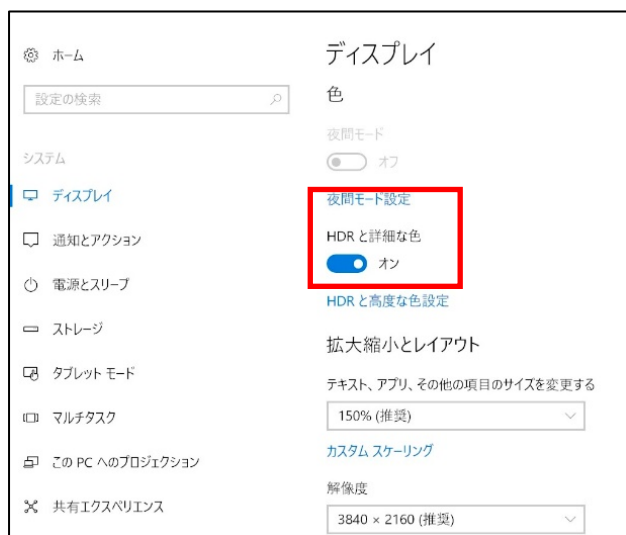 ホーム
設定の検索
システム
ディスプレイ
通知とアクション
電源とスリープ
ストレージ
タブレット モード
マルチタスク
この PC へのプロジェクション
共有エクスペリエンス
ディスプレイ
色
夜間モード
オフ
夜間モード設定
HDR と詳細な色
オン
HDR と高度な色設定
拡大縮小とレイアウト
テキスト、アプリ、その他の項目のサイズを変更する
150% (推奨)
カスタム スケーリング
解像度
3840 × 2160 (推奨)